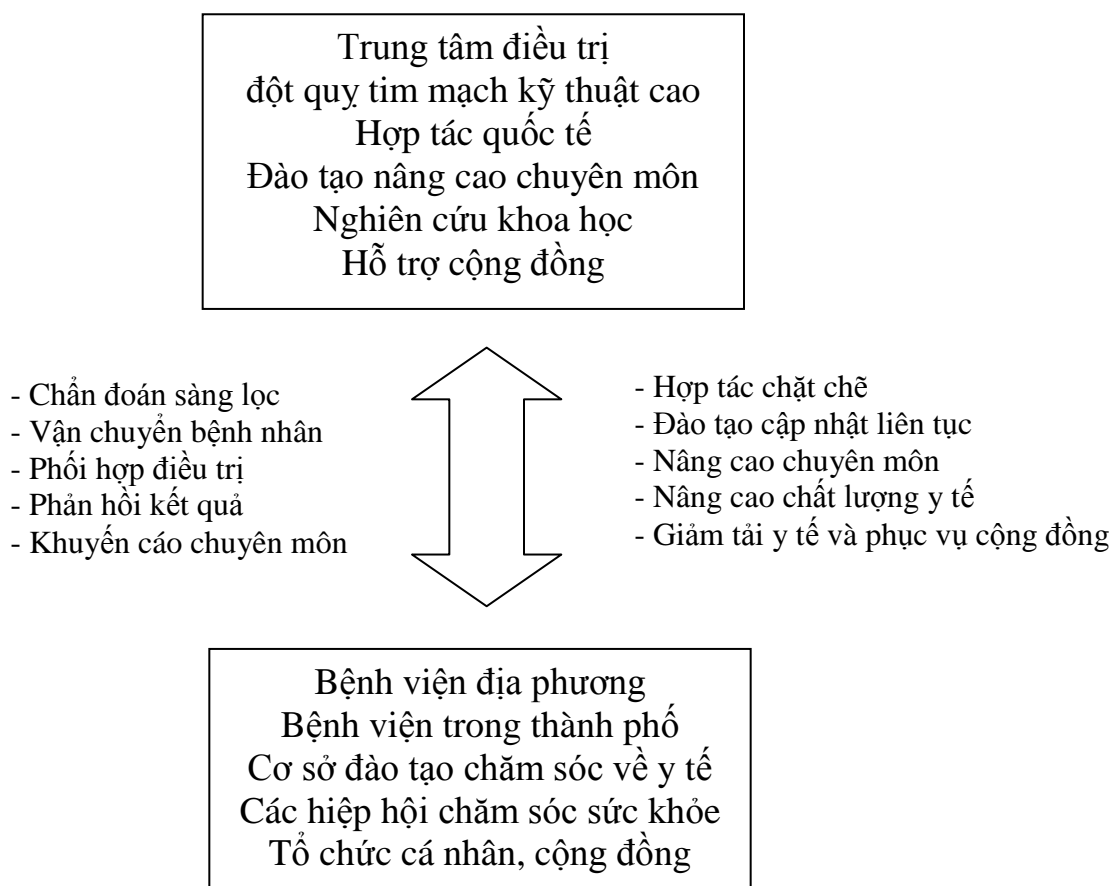 Trung tâm điều trị
đột quỵ tim mạch kỹ thuật cao
Hợp tác quốc tế
Đào tạo nâng cao chuyên môn
Nghiên cứu khoa học
Hỗ trợ cộng đồng
- Chẩn đoán sàng lọc
- Vận chuyển bệnh nhân
- Phối hợp điều trị
- Phản hồi kết quả
- Khuyến cáo chuyên môn
- Hợp tác chặt chẽ
- Đào tạo cập nhật liên tục
- Nâng cao chuyên môn
- Nâng cao chất lượng y tế
- Giảm tải y tế và phục vụ cộng đồng
Bệnh viện địa phương
Bệnh viện trong thành phố
Cơ sở đào tạo chăm sóc về y tế
Các hiệp hội chăm sóc sức khỏe
Tổ chức cá nhân, cộng đồng